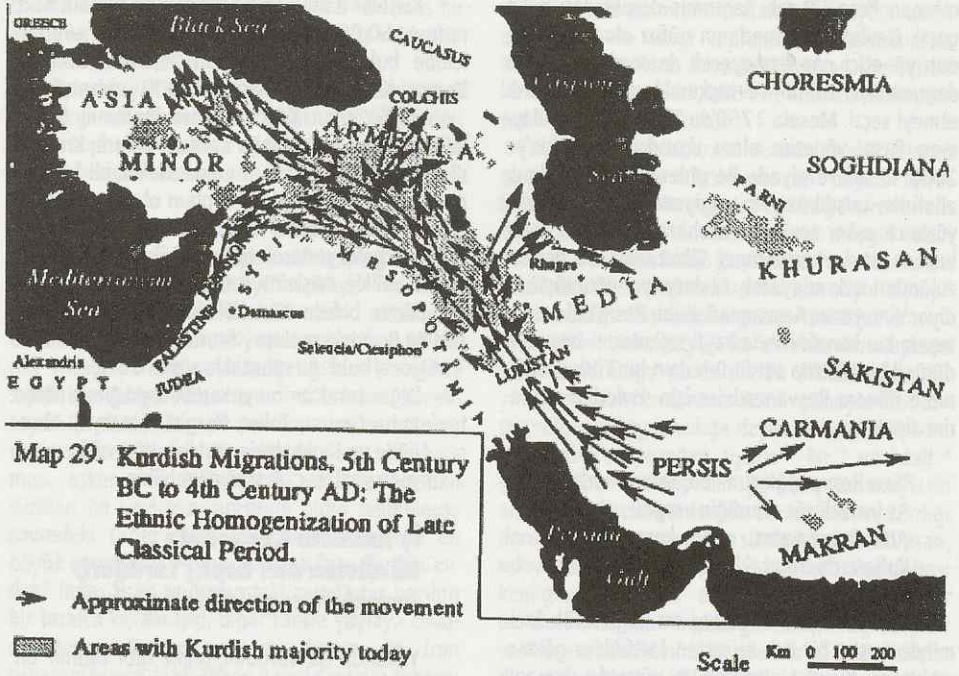 GREECE
Black Sea
CAUCASUS
ASIA
MINOR
COLCHIS
ARMENIA
CHORESMIA
SOGHDIANA
PARNI
KHURASAN
Rhages
MEDIA
Mediterranean
Sea
SYRIA
MESOPOTAMIA
Damascus
Seleucia/Ctesiphon
LURISTAN
SAKISTAN
Alexandria
EGYPT
JUDEA
CARMANIA
PERSIS
MAKRAN
Gulf
Map 29. Kurdish Migrations, 5th Century
BC to 4th Century AD: The
Ethnic Homogenization of Late
Classical Period.
Approximate direction of the movement
Areas with Kurdish majority today
Scale Km 0 100 200